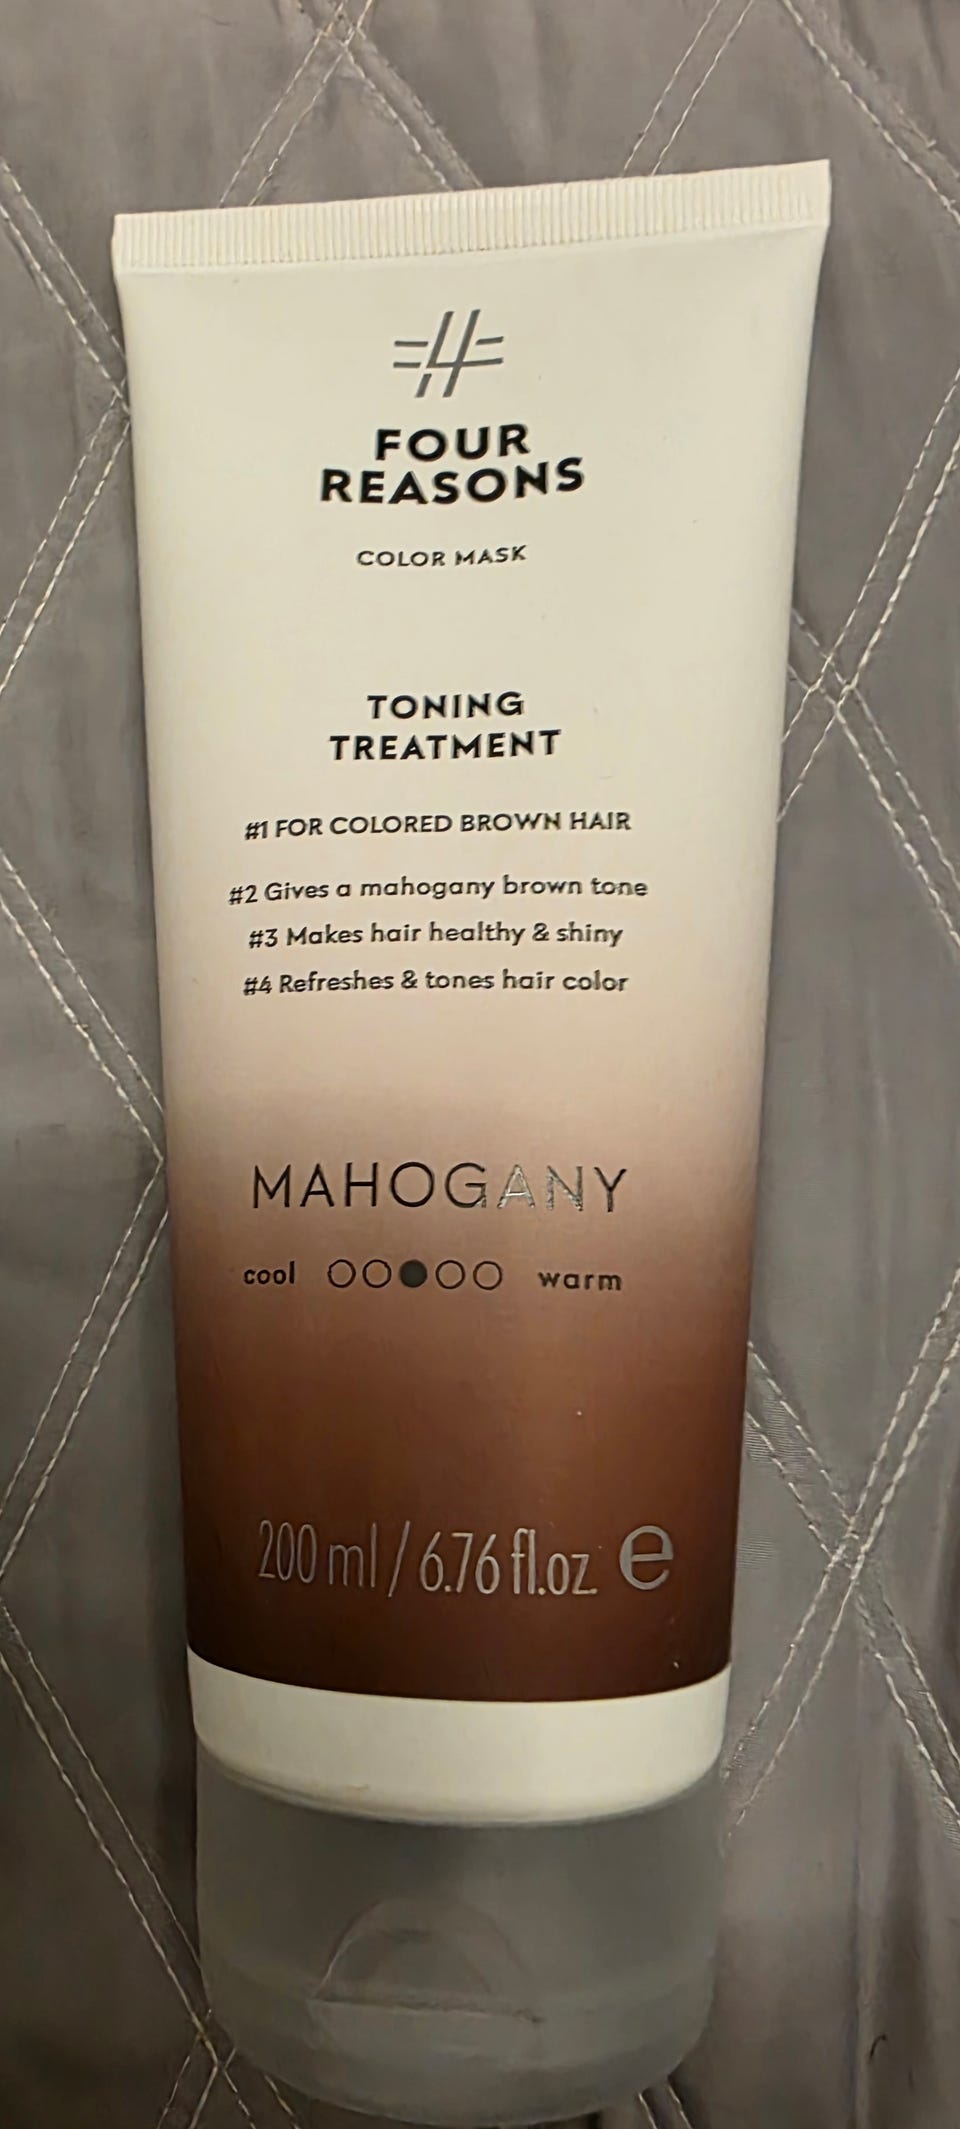 #4
FOUR
REASONS
COLOR MASK
TONING
TREATMENT
#1 FOR COLORED BROWN HAIR
#2 Gives a mahogany brown tone
#3 Makes hair healthy & shiny
#4 Refreshes & tones hair color
MAHOGANY
cool warm
200 ml / 6.76 fl.oz. e